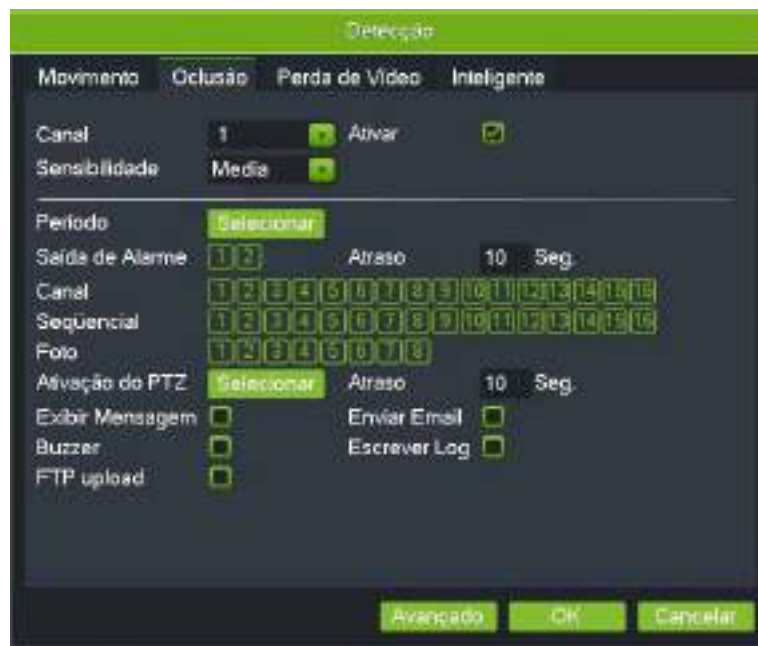 Detecção
Movimento Oclusão Perda de Vídeo Inteligente
Canal 1 Ativar
Sensibilidade Media
Período Selecionar
Saída de Alarme 1 2 Atraso 10 Seg.
Canal 1 2 3 4 5 6 7 8 9 10 11 12 13 14 15 16
Seqüencial 1 2 3 4 5 6 7 8 9 10 11 12 13 14 15 16
Foto 1 2 3 4 5 6 7 8
Ativação do PTZ Selecionar Atraso 10 Seg.
Exibir Mensagem Enviar Email
Buzzer Escrever Log
FTP upload
Avançado OK Cancelar